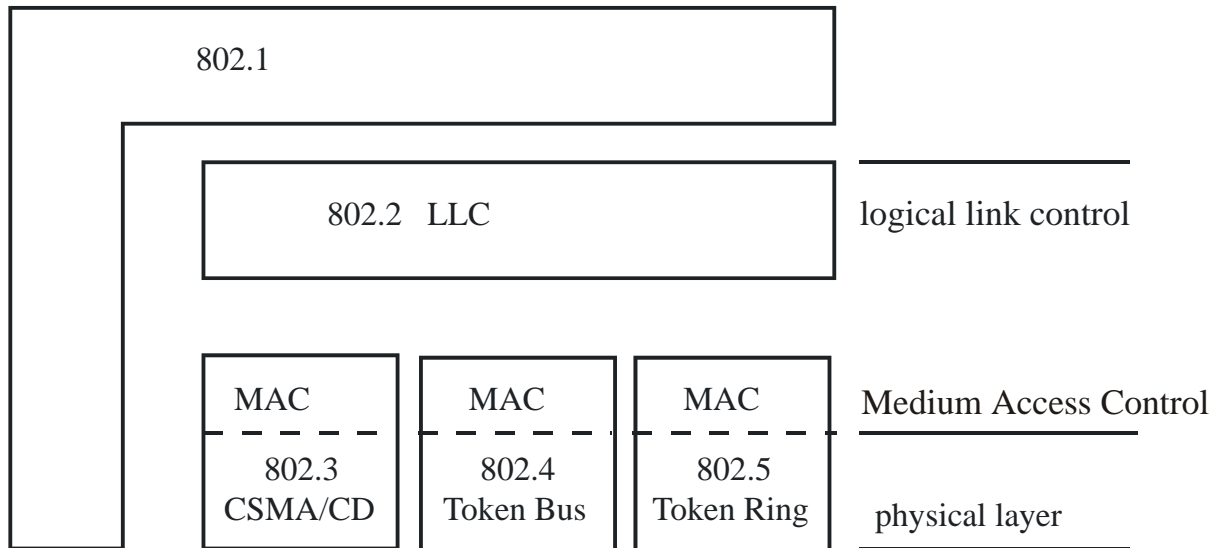 802.1
802.2 LLC
logical link control
MAC
MAC
MAC
Medium Access Control
802.3
CSMA/CD
802.4
Token Bus
802.5
Token Ring
physical layer